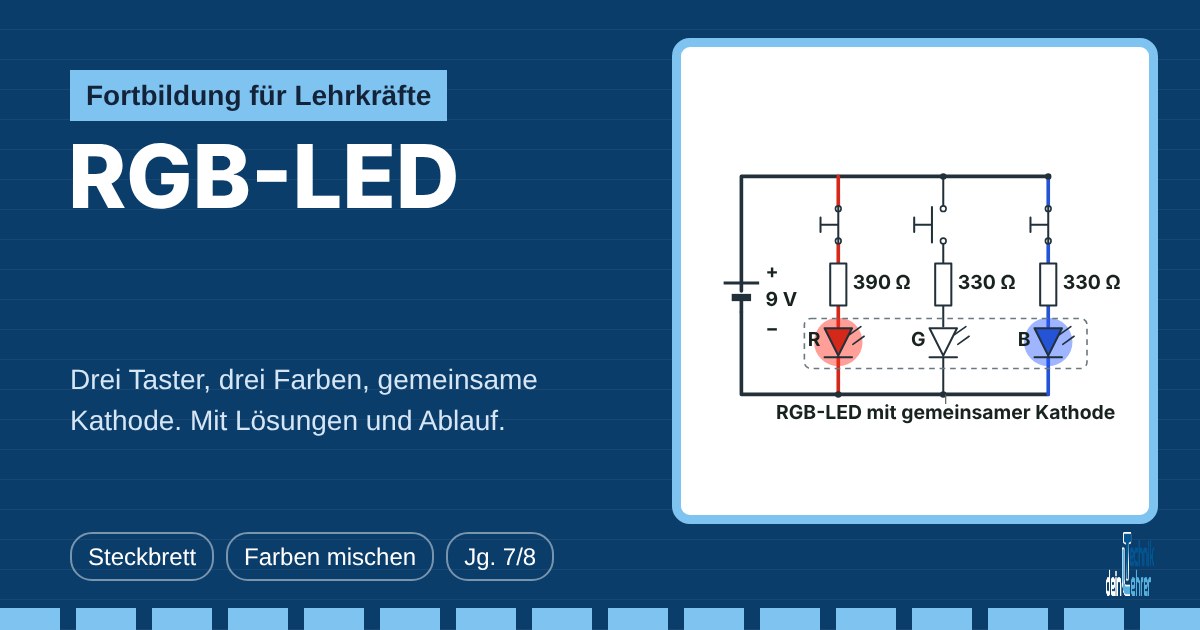 Fortbildung für Lehrkräfte
RGB-LED
Drei Taster, drei Farben, gemeinsame
Kathode. Mit Lösungen und Ablauf.
Steckbrett
Farben mischen
Jg. 7/8
+
9 V
−
390 Ω
330 Ω
330 Ω
R
G
B
RGB-LED mit gemeinsamer Kathode
dein Technik
Lehrer